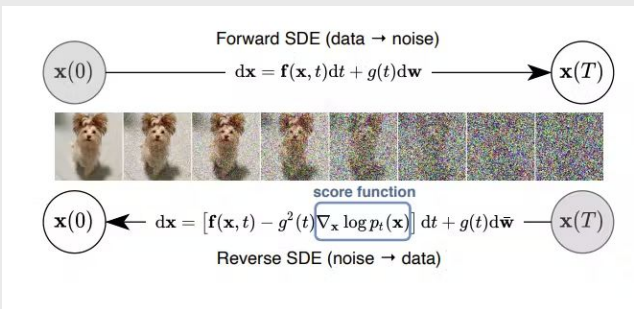 Forward SDE (data → noise)
x(0) dx = f(x, t)dt + g(t)dw x(T)
score function
x(0) dx = [f(x, t) − g²(t)∇ₓ log pₜ(x)] dt + g(t)dw̄ x(T)
Reverse SDE (noise → data)